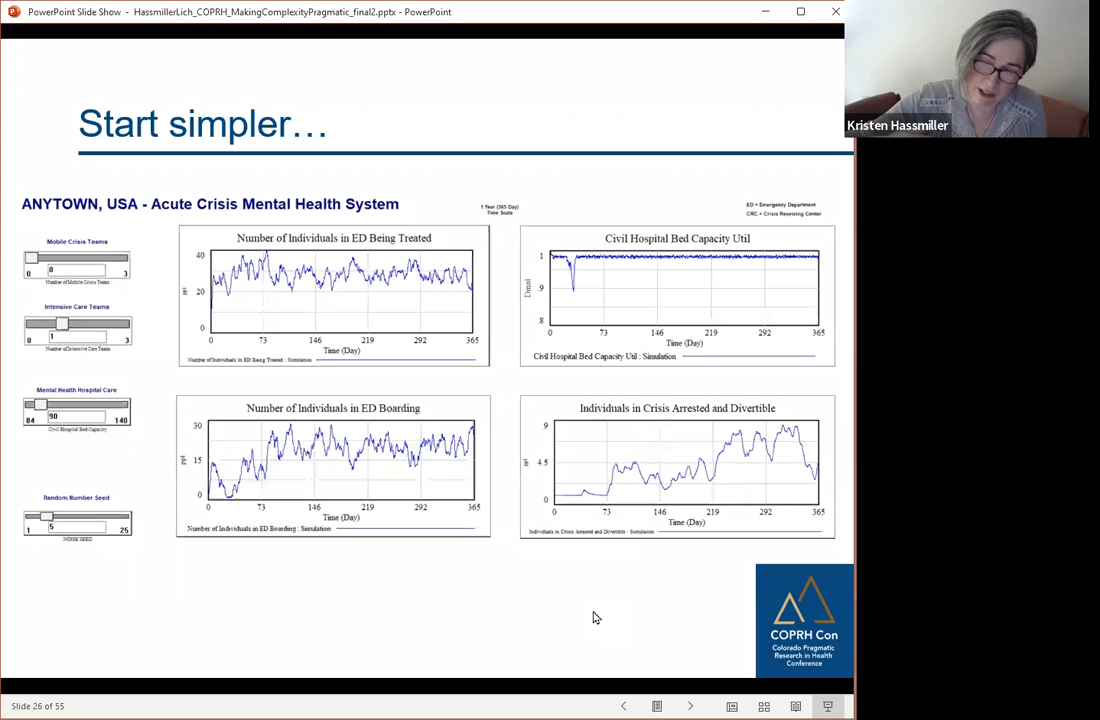 PowerPoint Slide Show - HassmillerLich_COPRH_MakingComplexityPragmatic_final2.pptx - PowerPoint
Kristen Hassmiller
Start simpler…
ANYTOWN, USA - Acute Crisis Mental Health System
1 Year (365 Day)
Time Scale
ED = Emergency Department
CRC = Crisis Receiving Center
Mobile Crisis Teams
0
0
3
Number of Mobile Crisis Teams
Intensive Care Teams
1
0
3
Number of Intensive Care Teams
Mental Health Hospital Care
90
84
140
Civil Hospital Bed Capacity
Random Number Seed
5
1
25
NOISE SEED
Number of Individuals in ED Being Treated
40
20
0
ppl
0 73 146 219 292 365
Time (Day)
Number of Individuals in ED Being Treated : Simulation
Civil Hospital Bed Capacity Util
1
.9
.8
Dmnl
0 73 146 219 292 365
Time (Day)
Civil Hospital Bed Capacity Util : Simulation
Number of Individuals in ED Boarding
30
15
0
ppl
0 73 146 219 292 365
Time (Day)
Number of Individuals in ED Boarding : Simulation
Individuals in Crisis Arrested and Divertible
9
4.5
0
ppl
0 73 146 219 292 365
Time (Day)
Individuals in Crisis Arrested and Divertible : Simulation
COPRH Con
Colorado Pragmatic
Research in Health
Conference
Slide 26 of 55